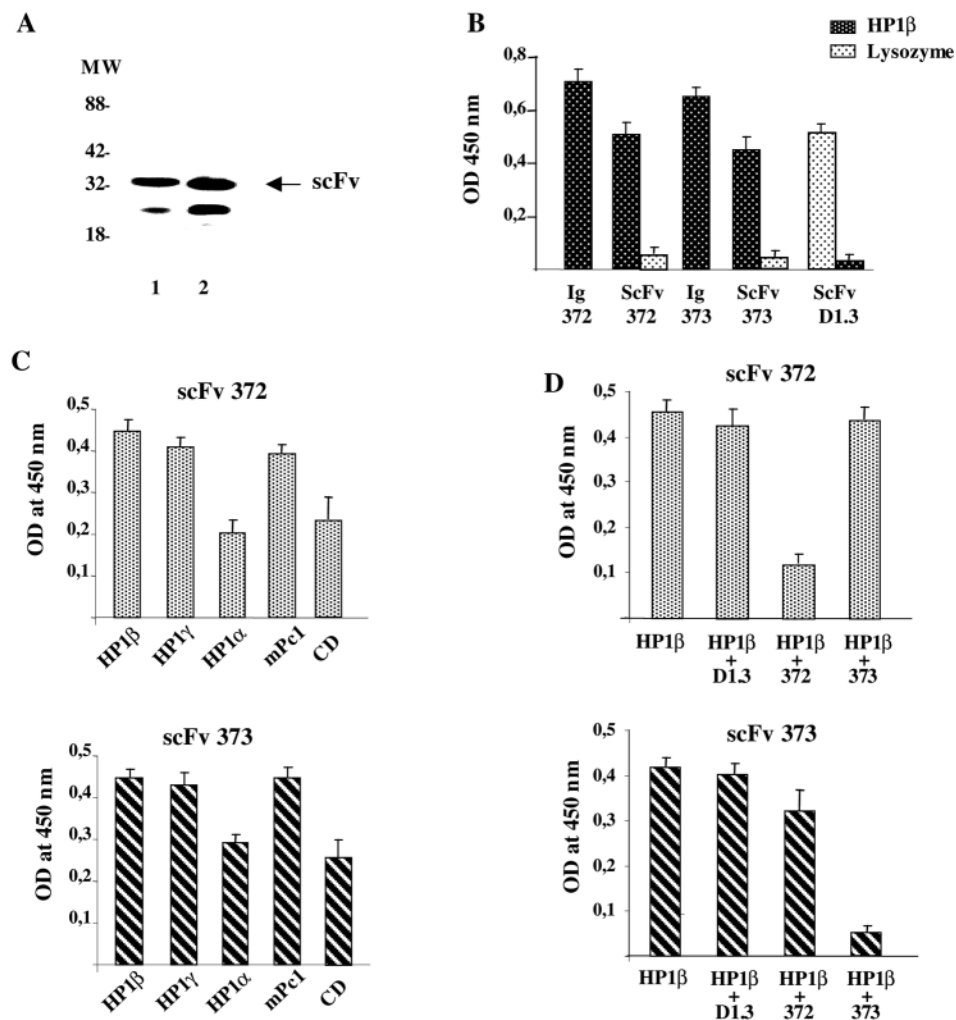 A
MW
88-
42-
32-
18-
scFv
1 2
B
HP1β
Lysozyme
OD 450 nm
0,8
0,6
0,4
0,2
Ig 372
ScFv 372
Ig 373
ScFv 373
ScFv D1.3
C
scFv 372
OD at 450 nm
0,5
0,4
0,3
0,2
0,1
HP1β
HP1γ
HP1α
mPc1
CD
scFv 373
OD at 450 nm
0,5
0,4
0,3
0,2
0,1
HP1β
HP1γ
HP1α
mPc1
CD
D
scFv 372
OD at 450 nm
0,5
0,4
0,3
0,2
0,1
HP1β
HP1β + D1.3
HP1β + 372
HP1β + 373
scFv 373
OD at 450 nm
0,5
0,4
0,3
0,2
0,1
HP1β
HP1β + D1.3
HP1β + 372
HP1β + 373